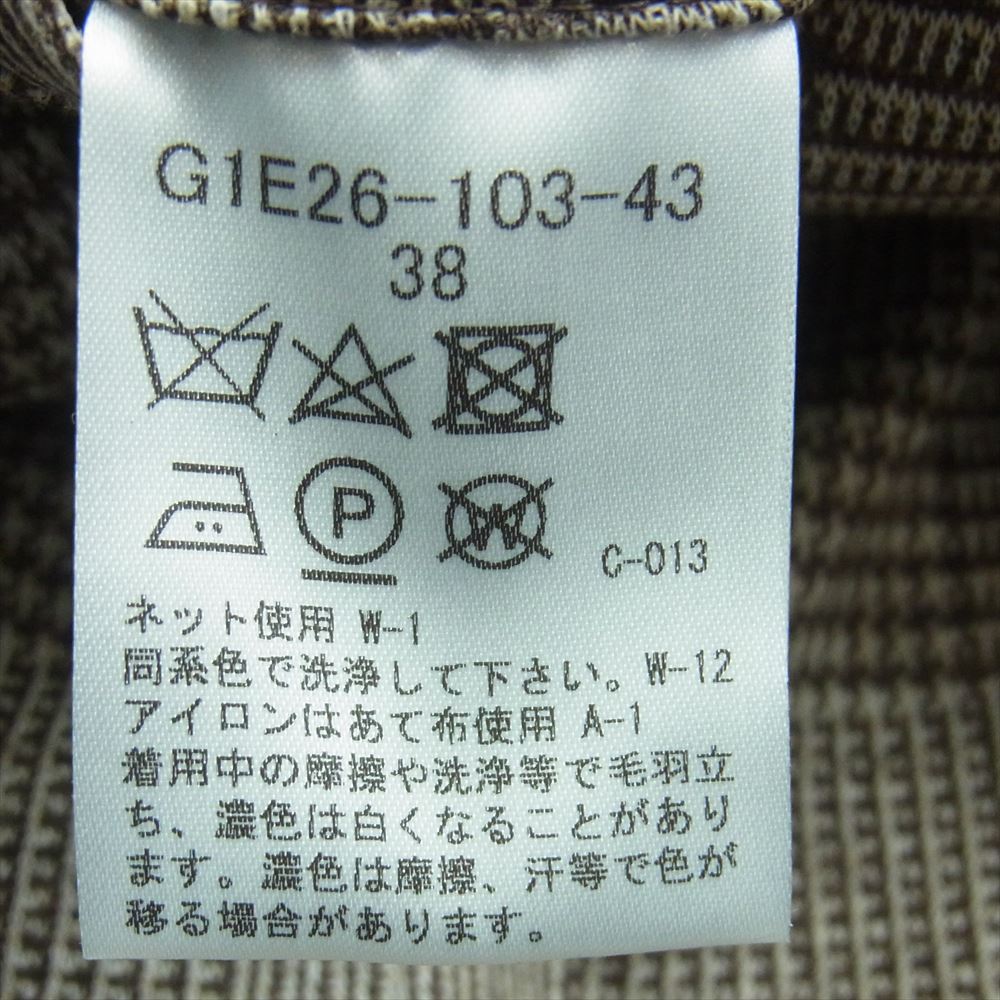 G1E26-103-43
38
P W
C-013
ネット使用 W-1
同系色で洗浄して下さい。W-12
アイロンはあて布使用 A-1
着用中の摩擦や洗浄等で毛羽立
ち、濃色は白くなることがあり
ます。濃色は摩擦、汗等で色が
移る場合があります。